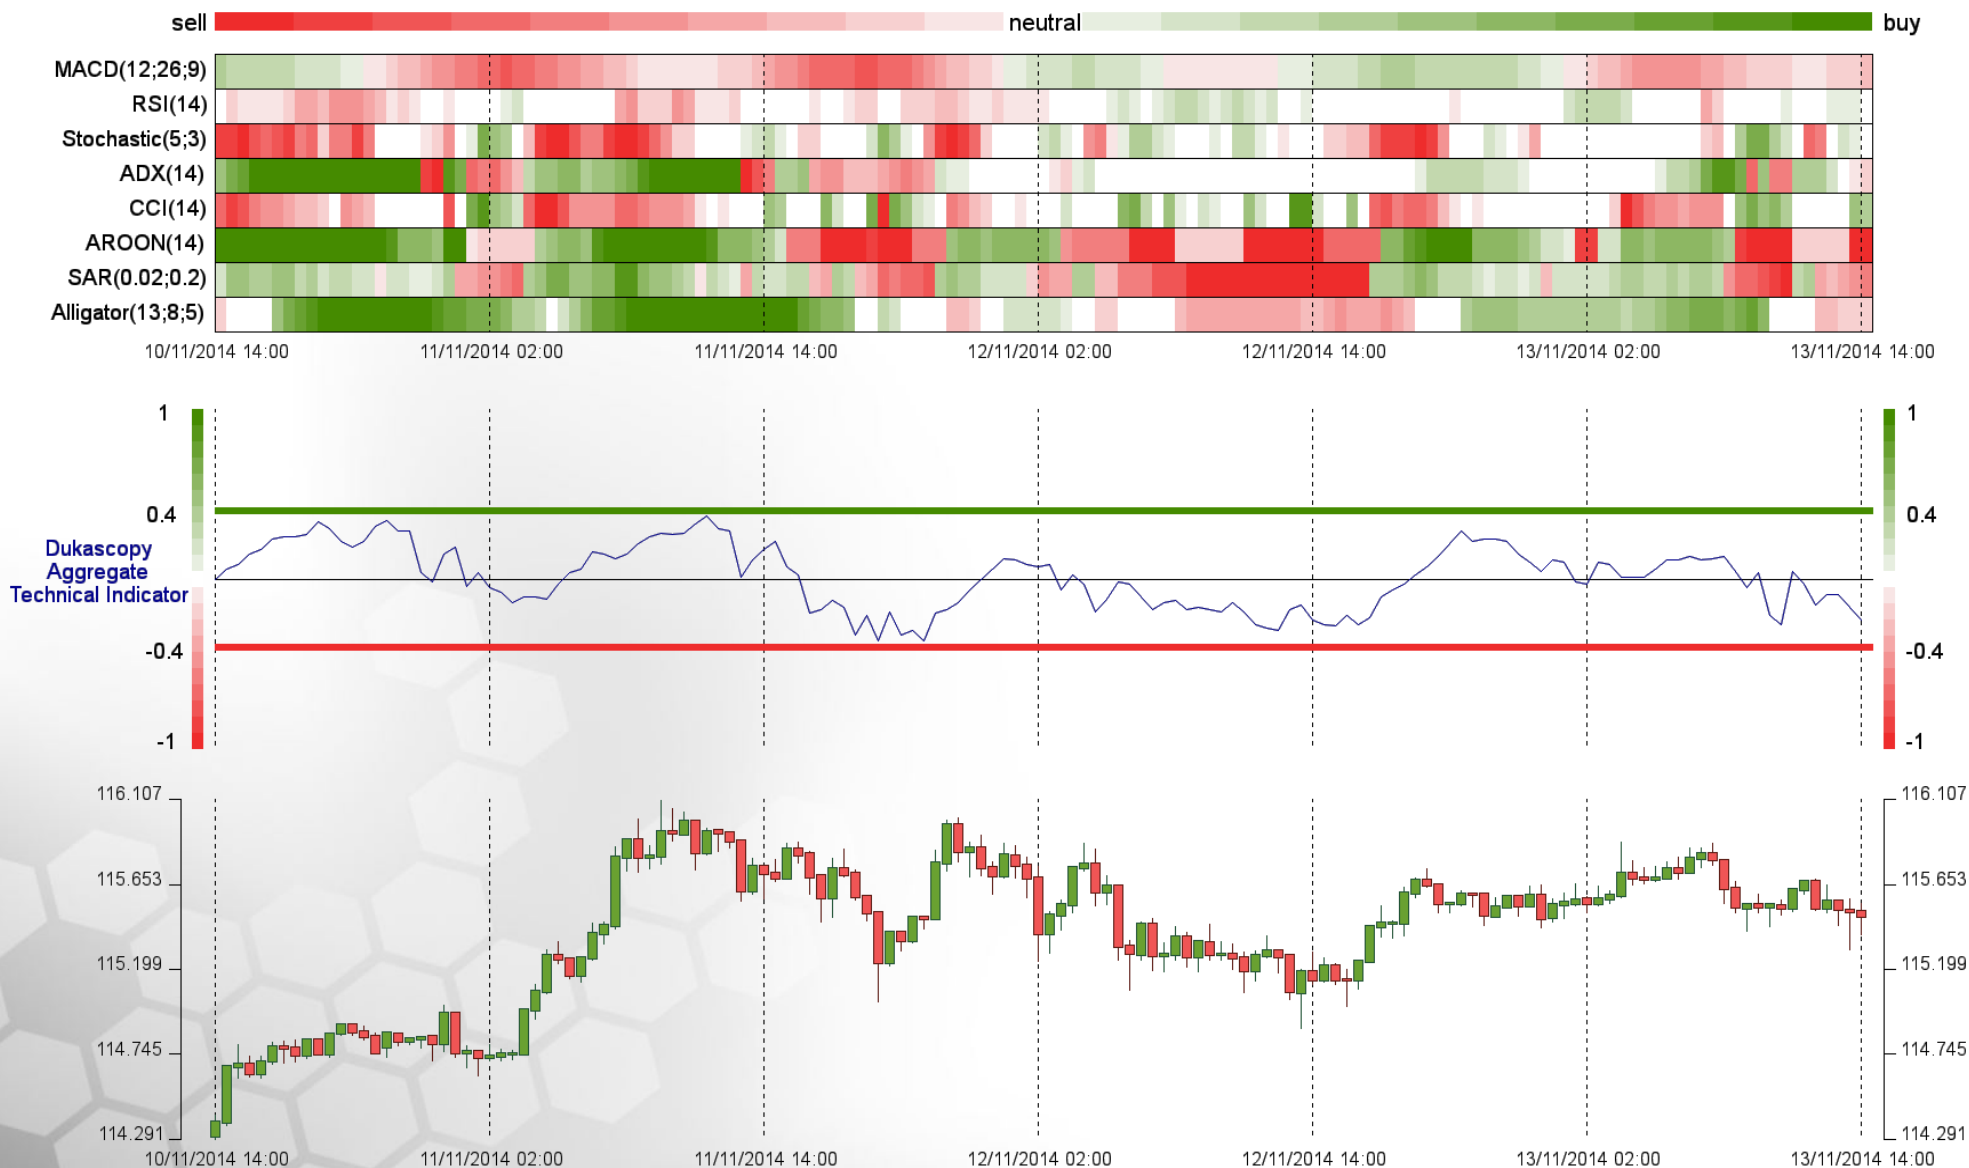 sell neutral buy
MACD(12;26;9)
RSI(14)
Stochastic(5;3)
ADX(14)
CCI(14)
AROON(14)
SAR(0.02;0.2)
Alligator(13;8;5)
10/11/2014 14:00 11/11/2014 02:00 11/11/2014 14:00 12/11/2014 02:00 12/11/2014 14:00 13/11/2014 02:00 13/11/2014 14:00
1 1
0.4 0.4
Dukascopy
Aggregate
Technical Indicator
-0.4 -0.4
-1 -1
116.107 116.107
115.653 115.653
115.199 115.199
114.745 114.745
114.291 114.291
10/11/2014 14:00 11/11/2014 02:00 11/11/2014 14:00 12/11/2014 02:00 12/11/2014 14:00 13/11/2014 02:00 13/11/2014 14:00